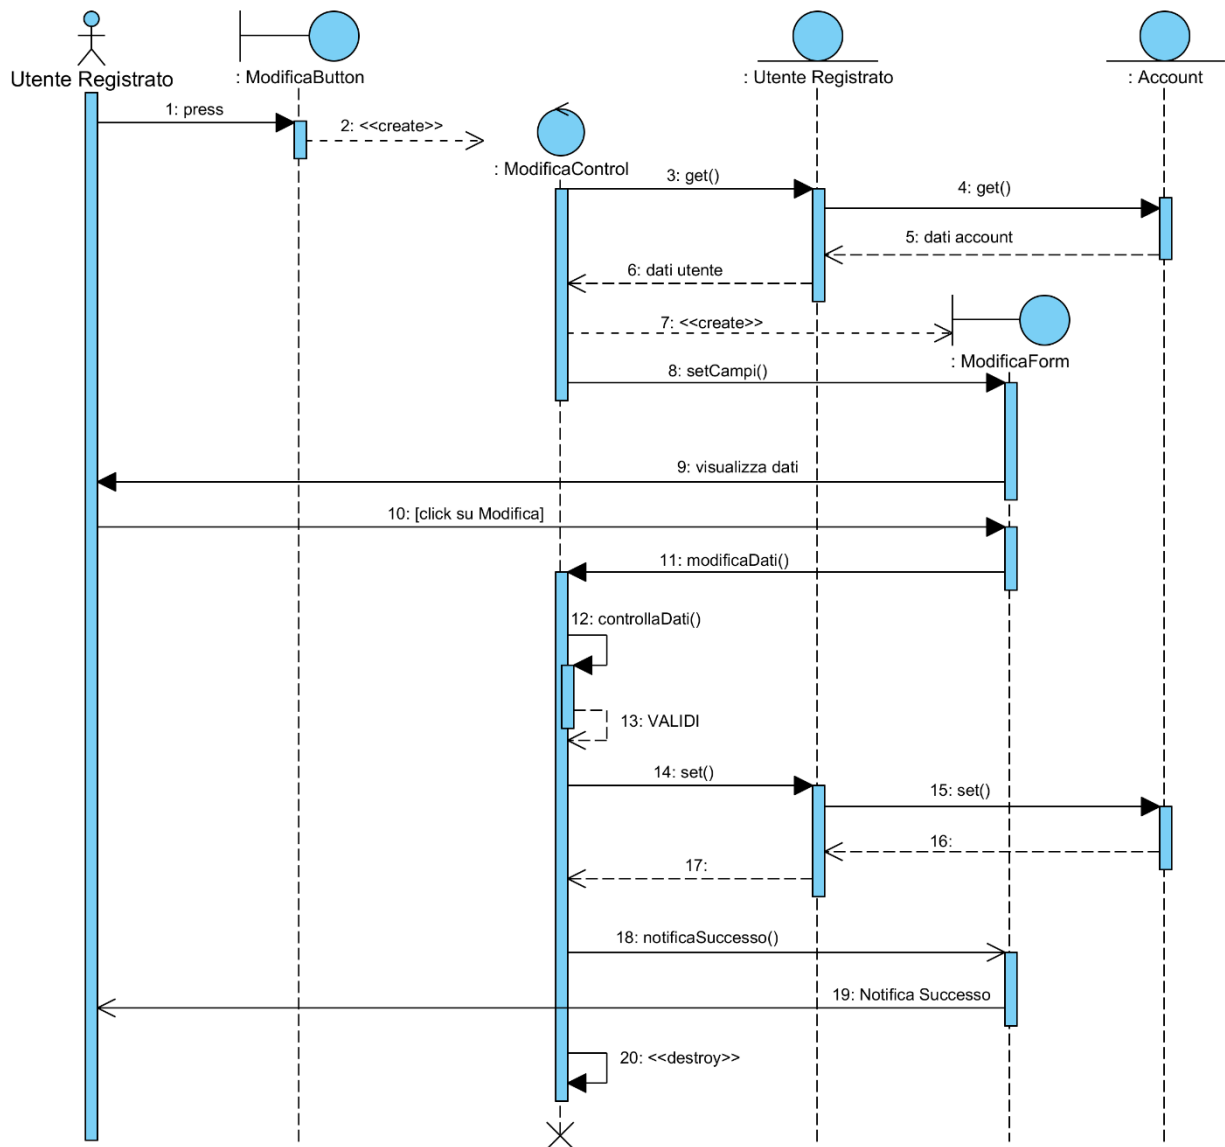 Utente Registrato
: ModificaButton
: Utente Registrato
: Account
1: press
2: <<create>>
: ModificaControl
3: get()
4: get()
5: dati account
6: dati utente
7: <<create>>
: ModificaForm
8: setCampi()
9: visualizza dati
10: [click su Modifica]
11: modificaDati()
12: controllaDati()
13: VALIDI
14: set()
15: set()
16:
17:
18: notificaSuccesso()
19: Notifica Successo
20: <<destroy>>